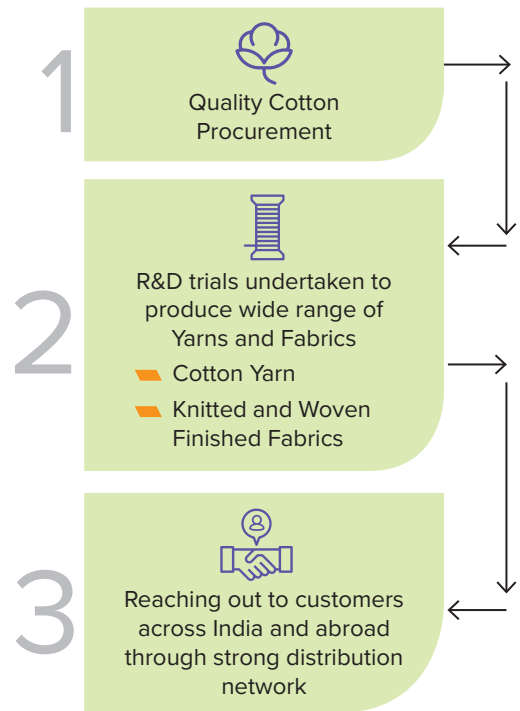 1
Quality Cotton
Procurement
2
R&D trials undertaken to
produce wide range of
Yarns and Fabrics
Cotton Yarn
Knitted and Woven
Finished Fabrics
3
Reaching out to customers
across India and abroad
through strong distribution
network